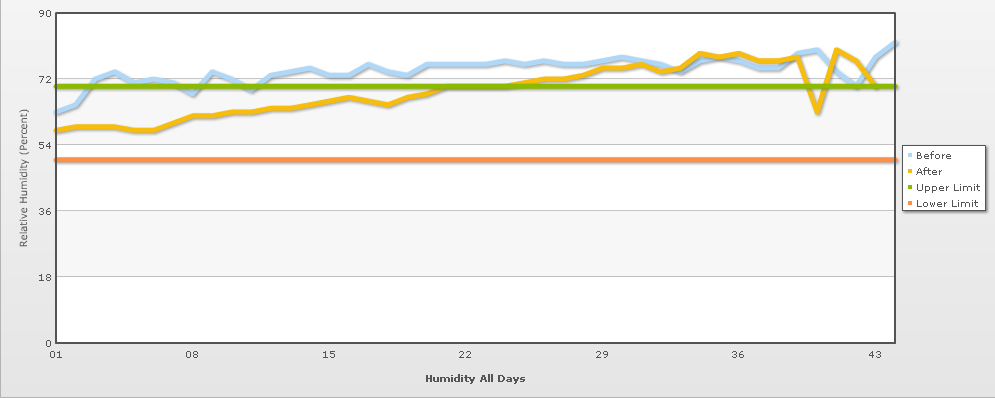 90
72
54
36
18
0
Relative Humidity (Percent)
01 08 15 22 29 36 43
Humidity All Days
Before
After
Upper Limit
Lower Limit